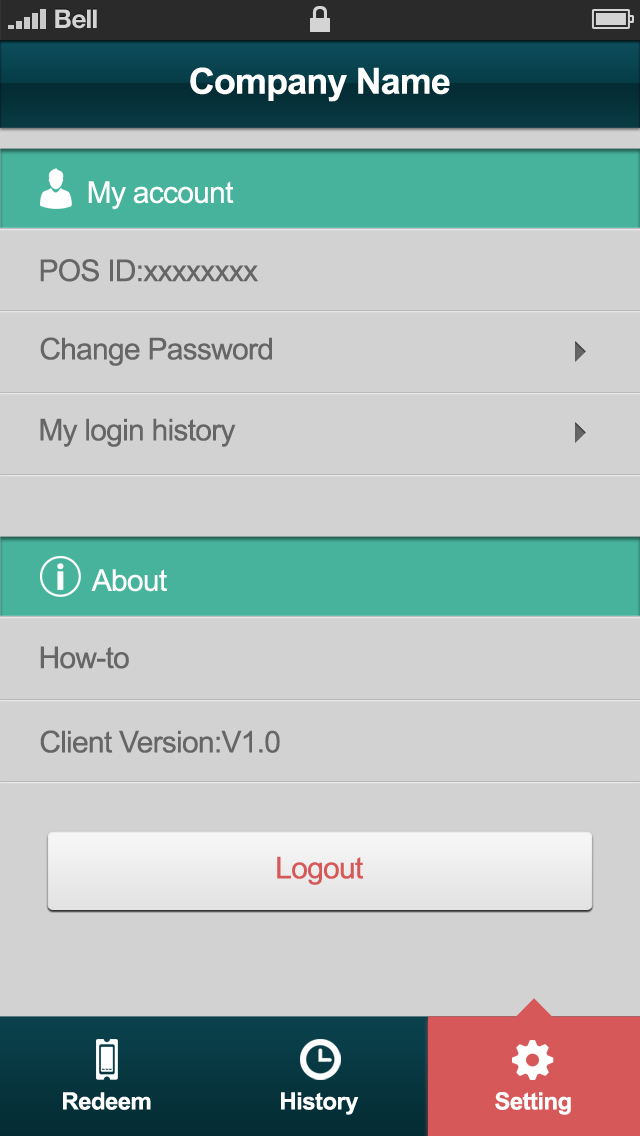 Bell
Company Name
My account
POS ID:xxxxxxxx
Change Password
My login history
About
How-to
Client Version:V1.0
Logout
Redeem
History
Setting